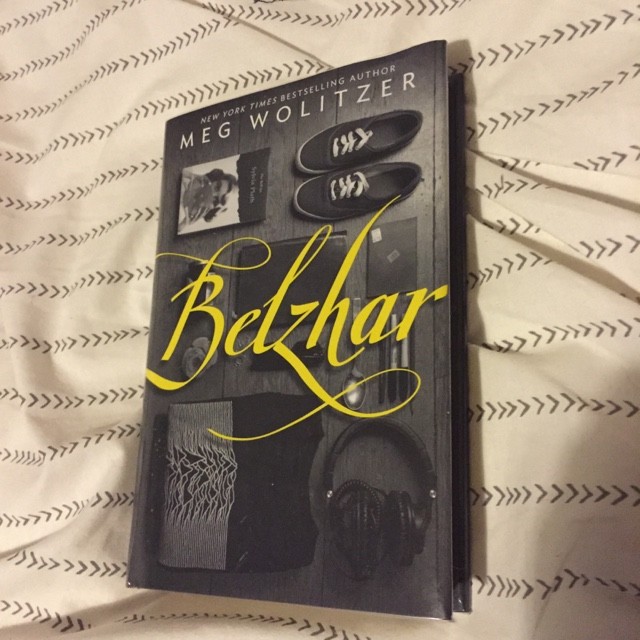 NEW YORK TIMES BESTSELLING AUTHOR
MEG WOLITZER
Belzhar